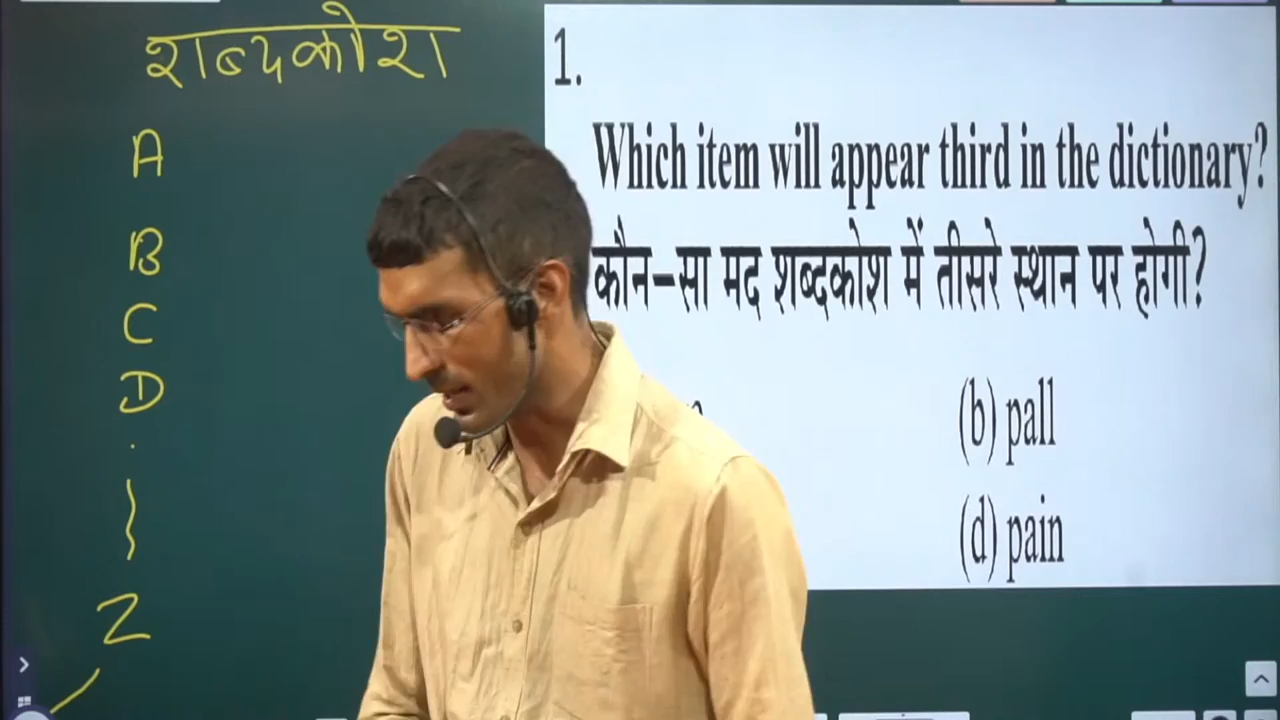 शब्दकोश
A
B
C
D
Z
1.
Which item will appear third in the dictionary?
कौन–सा मद शब्दकोश में तीसरे स्थान पर होगी?
(b) pall
(d) pain